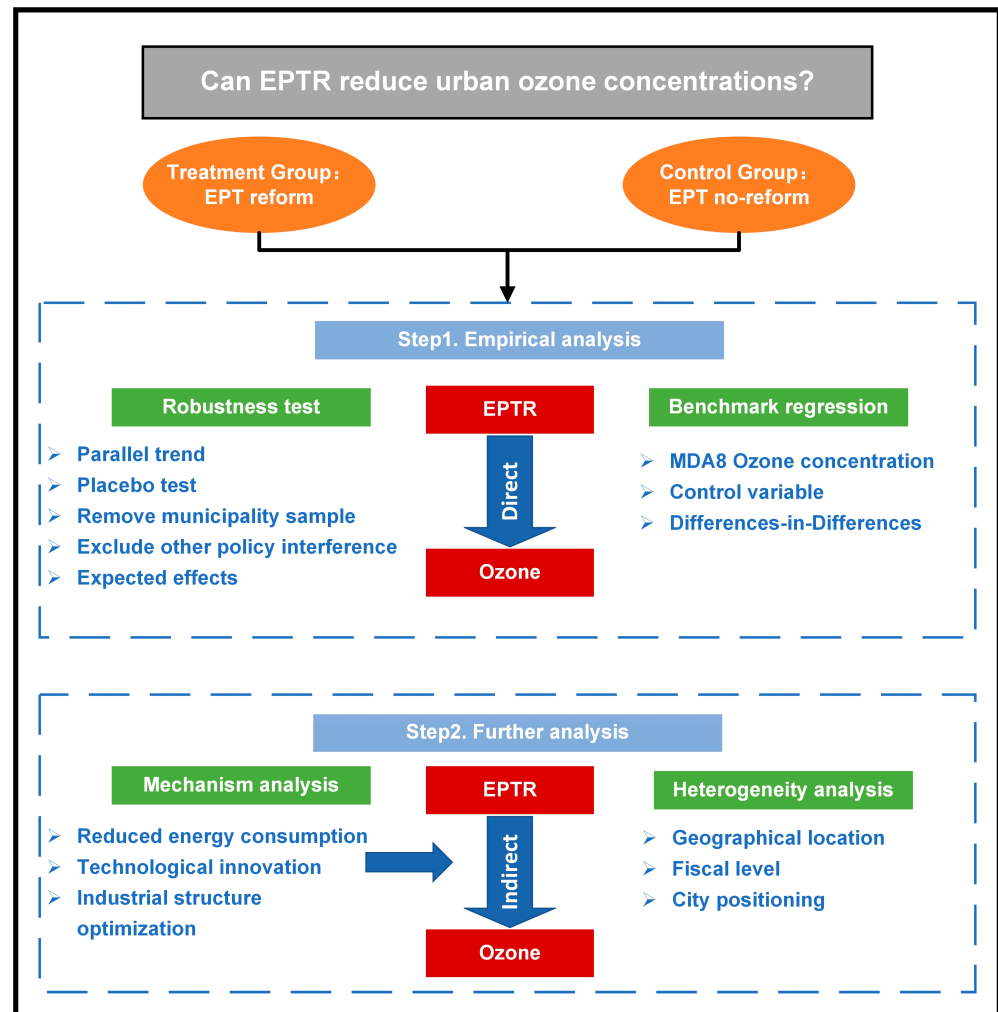 Can EPTR reduce urban ozone concentrations?
Treatment Group：
EPT reform
Control Group：
EPT no-reform
Step1. Empirical analysis
Robustness test
Parallel trend
Placebo test
Remove municipality sample
Exclude other policy interference
Expected effects
EPTR
Direct
Ozone
Benchmark regression
MDA8 Ozone concentration
Control variable
Differences-in-Differences
Step2. Further analysis
Mechanism analysis
Reduced energy consumption
Technological innovation
Industrial structure
optimization
EPTR
Indirect
Ozone
Heterogeneity analysis
Geographical location
Fiscal level
City positioning